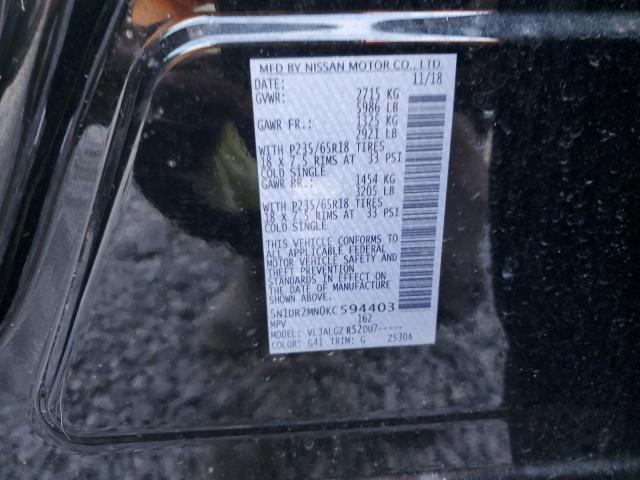 MFD BY NISSAN MOTOR CO., LTD.
DATE: 11/18
GVWR: 2715 KG
5986 LB
GAWR FR.: 1325 KG
2921 LB
WITH P235/65R18 TIRES
18 X 7.5 RIMS AT 33 PSI
COLD SINGLE
GAWR RR.: 1454 KG
3205 LB
WITH P235/65R18 TIRES
18 X 7.5 RIMS AT 33 PSI
COLD SINGLE
THIS VEHICLE CONFORMS TO
ALL APPLICABLE FEDERAL
MOTOR VEHICLE SAFETY AND
THEFT PREVENTION
STANDARDS IN EFFECT ON
THE DATE OF MANUFACTURE
SHOWN ABOVE.
5N1DR2MN0KC594403
MPV 162
MODEL: VLJALGZ R52UU7-----
COLOR: G41 TRIM: G ZS30A